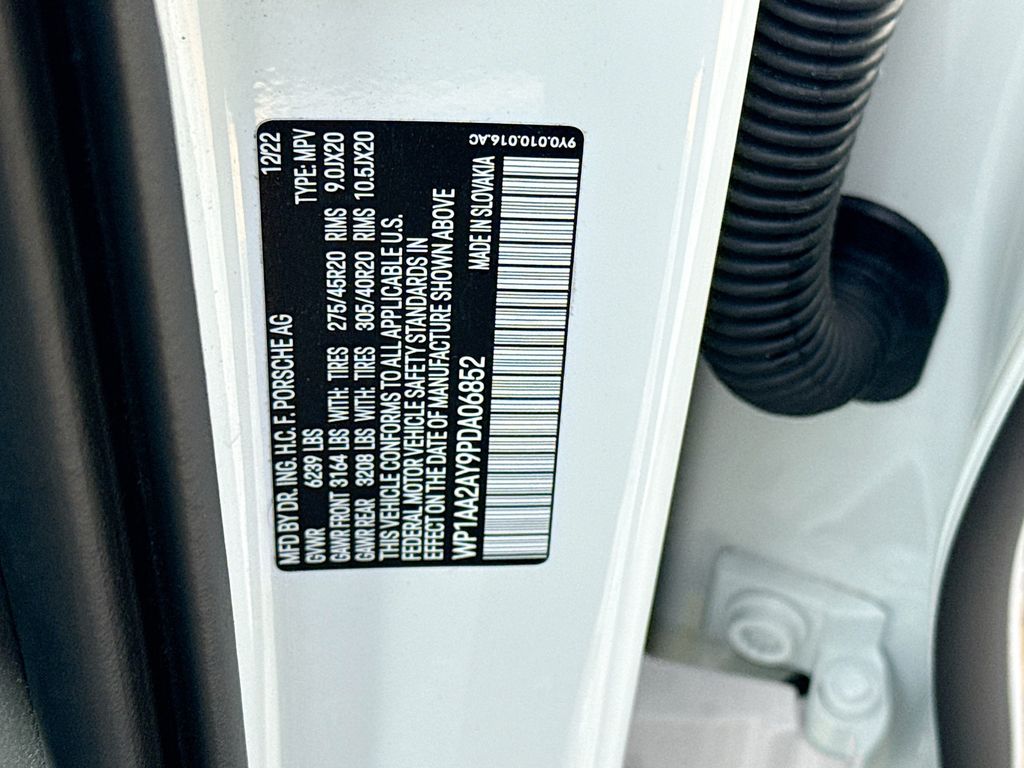 12/22
MFD BY DR. ING. H.C. F. PORSCHE AG TYPE: MPV
GVWR 6239 LBS
GAWR FRONT 3164 LBS WITH: TIRES 275/45R20 RIMS 9.0JX20
GAWR REAR 3208 LBS WITH: TIRES 305/40R20 RIMS 10.5JX20
THIS VEHICLE CONFORMS TO ALL APPLICABLE U.S.
FEDERAL MOTOR VEHICLE SAFETY STANDARDS IN
EFFECT ON THE DATE OF MANUFACTURE SHOWN ABOVE
WP1AA2AY9PDA06852 MADE IN SLOVAKIA
9Y0.010.016.AC